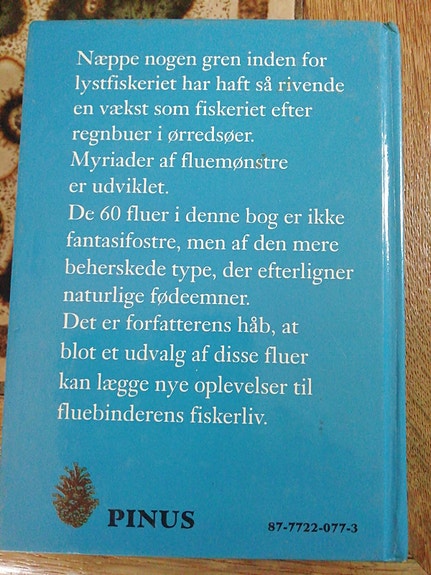 Næppe nogen gren inden for
lystfiskeriet har haft så rivende
en vækst som fiskeriet efter
regnbuer i ørredsøer.
Myriader af fluemønstre
er udviklet.
De 60 fluer i denne bog er ikke
fantasifostre, men af den mere
beherskede type, der efterligner
naturlige fødeemner.
Det er forfatterens håb, at
blot et udvalg af disse fluer
kan lægge nye oplevelser til
fluebinderens fiskerliv.
PINUS
87-7722-077-3